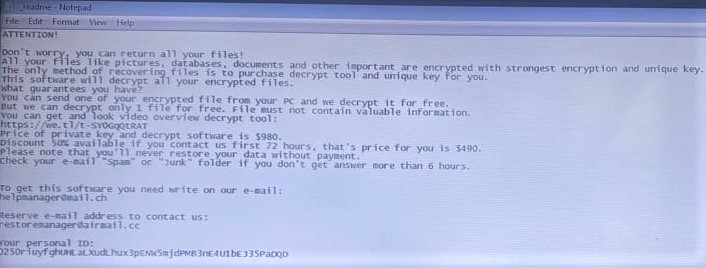 _readme - Notepad
File Edit Format View Help
ATTENTION!
Don't worry, you can return all your files!
All your files like pictures, databases, documents and other important are encrypted with strongest encryption and unique key.
The only method of recovering files is to purchase decrypt tool and unique key for you.
This software will decrypt all your encrypted files.
What guarantees you have?
You can send one of your encrypted file from your PC and we decrypt it for free.
But we can decrypt only 1 file for free. File must not contain valuable information.
You can get and look video overview decrypt tool:
https://we.tl/t-SYOGqQtRAT
Price of private key and decrypt software is $980.
Discount 50% available if you contact us first 72 hours, that's price for you is $490.
Please note that you'll never restore your data without payment.
Check your e-mail "Spam" or "Junk" folder if you don't get answer more than 6 hours.
To get this software you need write on our e-mail:
helpmanager@mail.ch
Reserve e-mail address to contact us:
restoremanager@airmail.cc
Your personal ID: